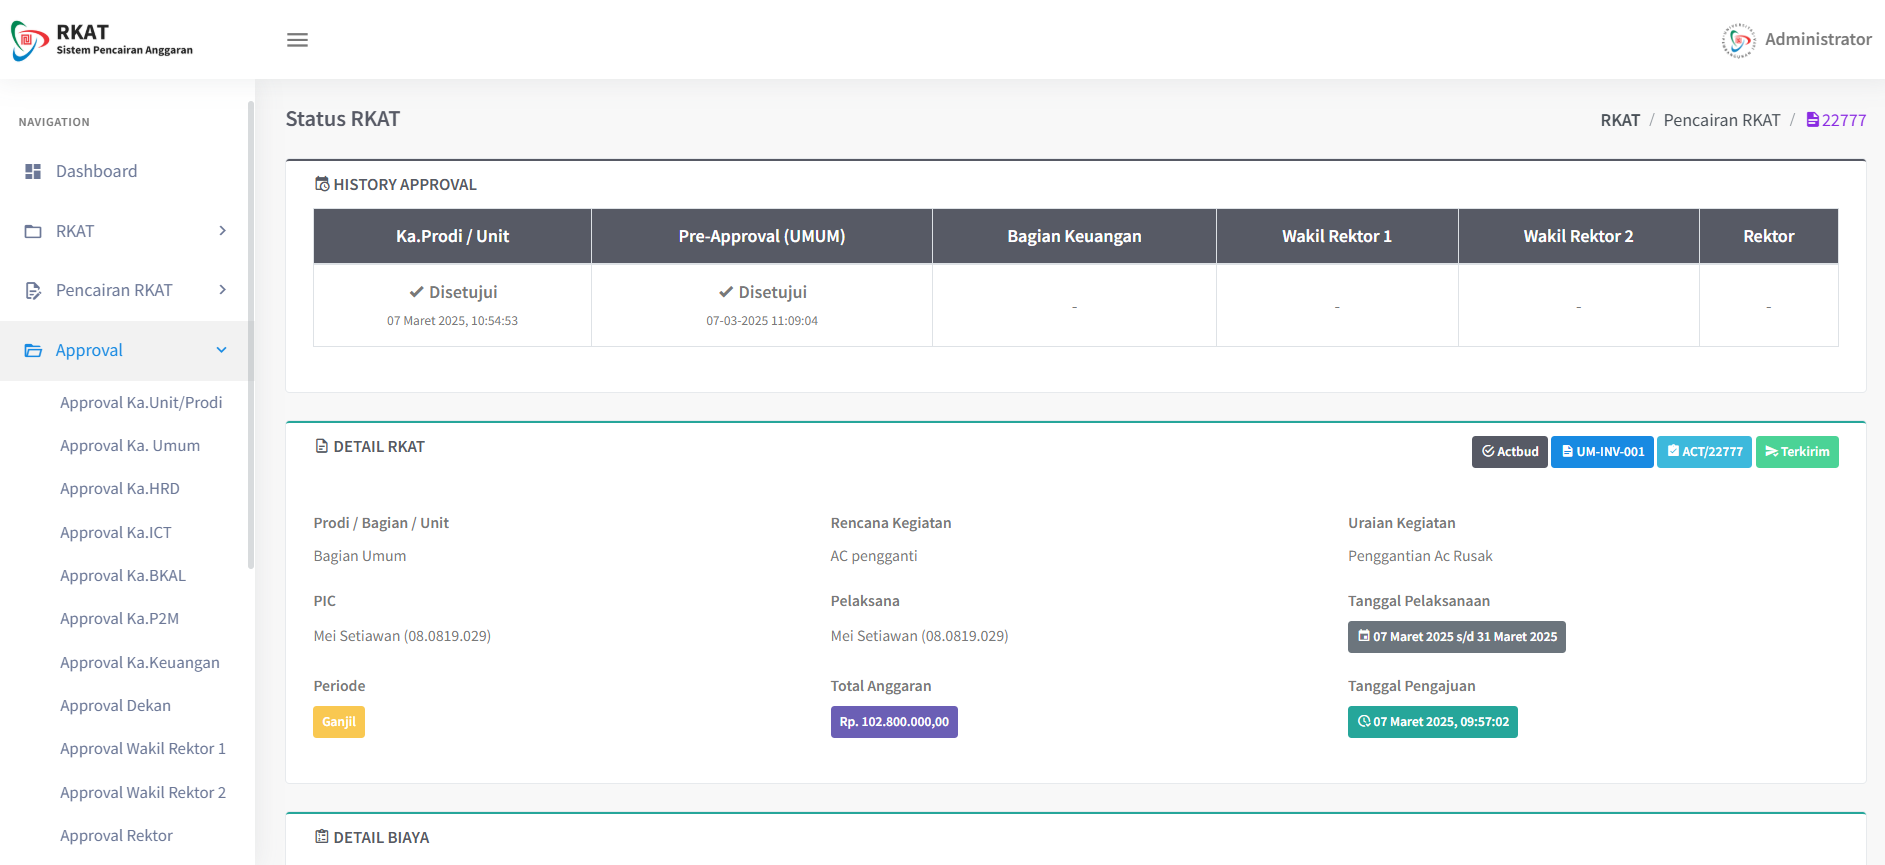 RKAT
Sistem Pencairan Anggaran
Administrator
NAVIGATION
Dashboard
RKAT
Pencairan RKAT
Approval
Approval Ka.Unit/Prodi
Approval Ka. Umum
Approval Ka.HRD
Approval Ka.ICT
Approval Ka.BKAL
Approval Ka.P2M
Approval Ka.Keuangan
Approval Dekan
Approval Wakil Rektor 1
Approval Wakil Rektor 2
Approval Rektor
Status RKAT
RKAT / Pencairan RKAT / 22777
HISTORY APPROVAL
Ka.Prodi / Unit Pre-Approval (UMUM) Bagian Keuangan Wakil Rektor 1 Wakil Rektor 2 Rektor
Disetujui Disetujui - - - -
07 Maret 2025, 10:54:53 07-03-2025 11:09:04
DETAIL RKAT
Actbud UM-INV-001 ACT/22777 Terkirim
Prodi / Bagian / Unit Rencana Kegiatan Uraian Kegiatan
Bagian Umum AC pengganti Penggantian Ac Rusak
PIC Pelaksana Tanggal Pelaksanaan
Mei Setiawan (08.0819.029) Mei Setiawan (08.0819.029) 07 Maret 2025 s/d 31 Maret 2025
Periode Total Anggaran Tanggal Pengajuan
Ganjil Rp. 102.800.000,00 07 Maret 2025, 09:57:02
DETAIL BIAYA